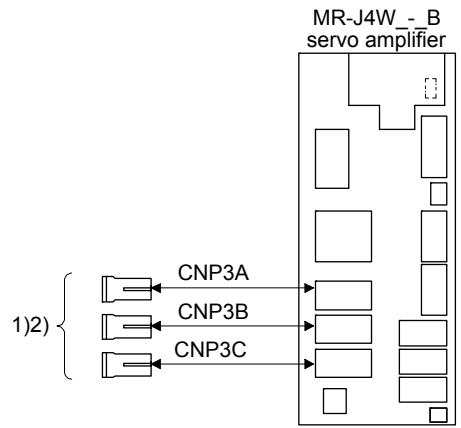 MR-J4W_-_B
servo amplifier
CNP3A
CNP3B
1)2)
CNP3C